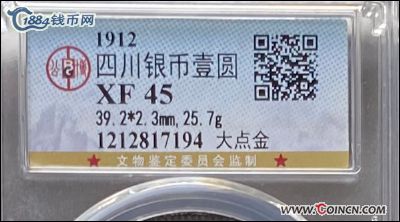 1884钱币网
1912
四川银币壹圆
XF 45
39.2*2.3mm,25.7g
1212817194 大点金
★ 文物鉴定委员会监制 ★
www.COINCN.com